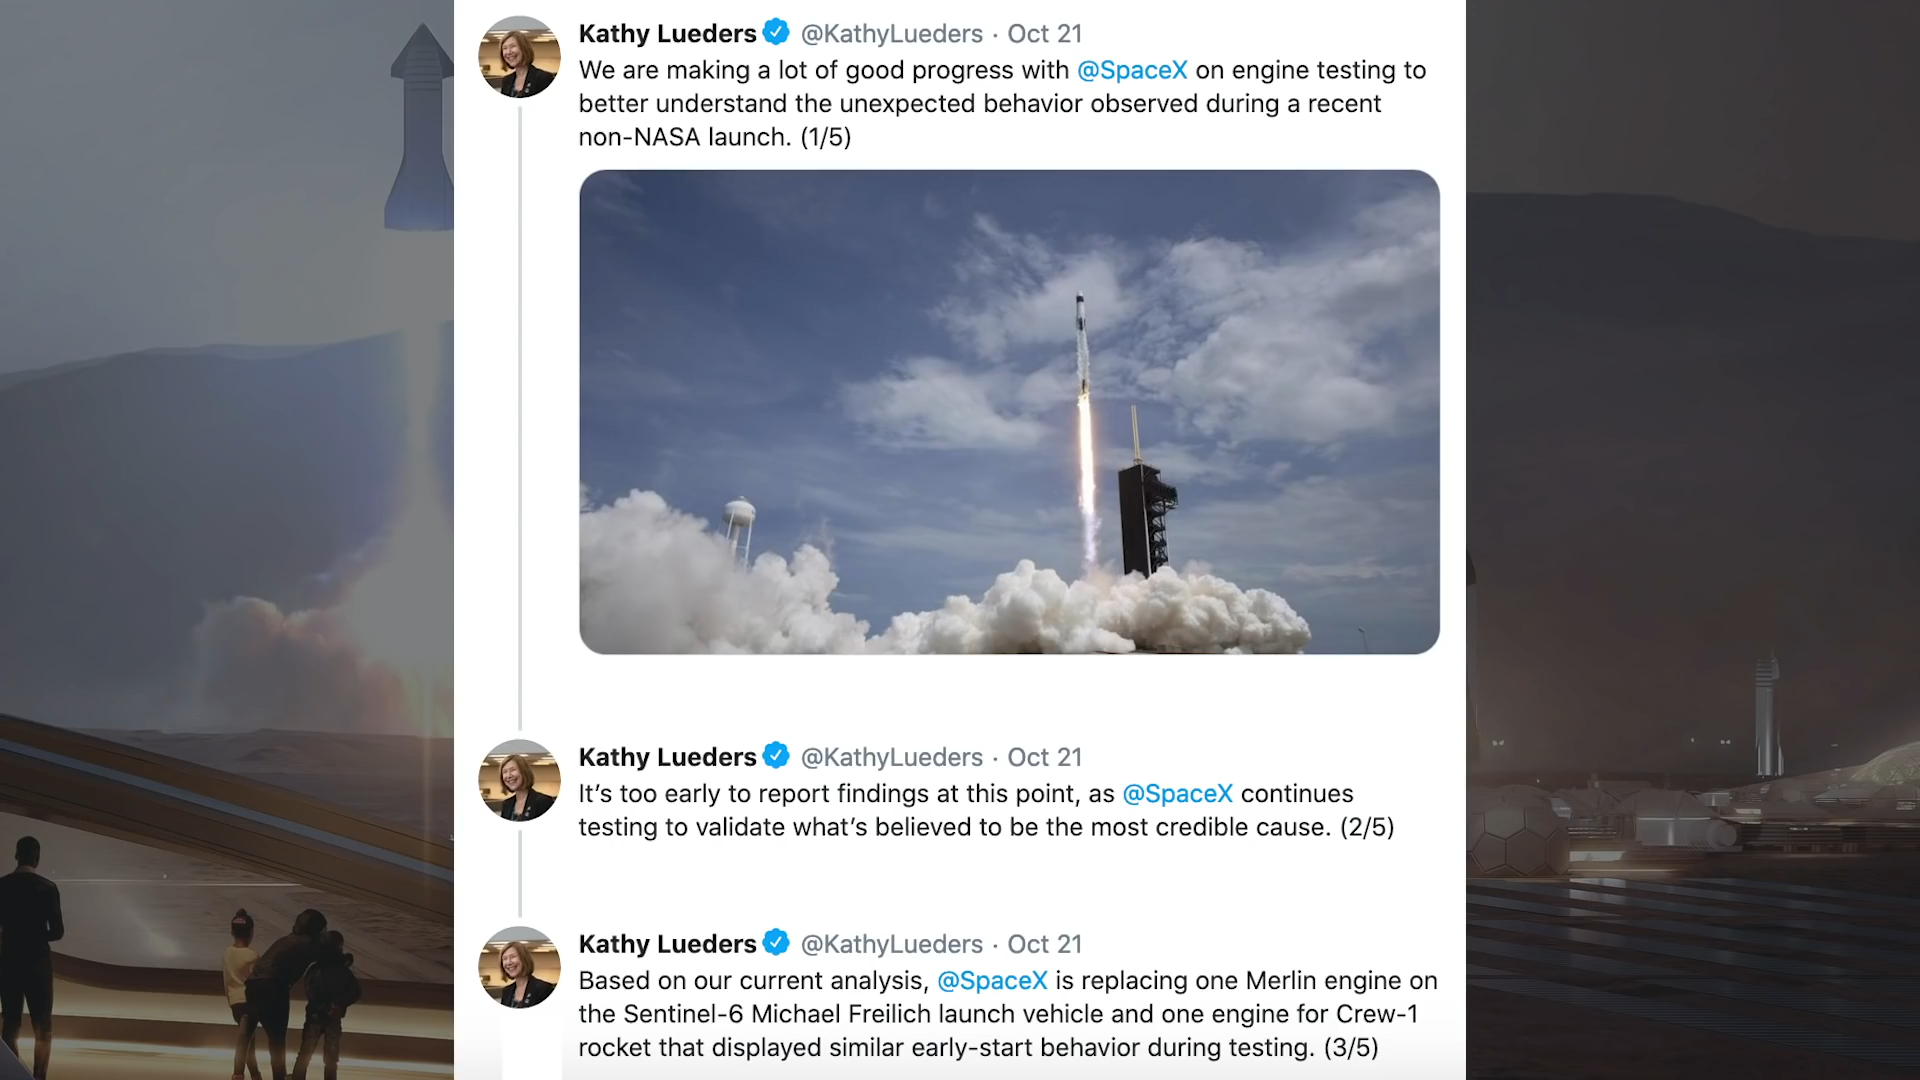 Kathy Lueders @KathyLueders · Oct 21
We are making a lot of good progress with @SpaceX on engine testing to
better understand the unexpected behavior observed during a recent
non-NASA launch. (1/5)
Kathy Lueders @KathyLueders · Oct 21
It’s too early to report findings at this point, as @SpaceX continues
testing to validate what’s believed to be the most credible cause. (2/5)
Kathy Lueders @KathyLueders · Oct 21
Based on our current analysis, @SpaceX is replacing one Merlin engine on
the Sentinel-6 Michael Freilich launch vehicle and one engine for Crew-1
rocket that displayed similar early-start behavior during testing. (3/5)